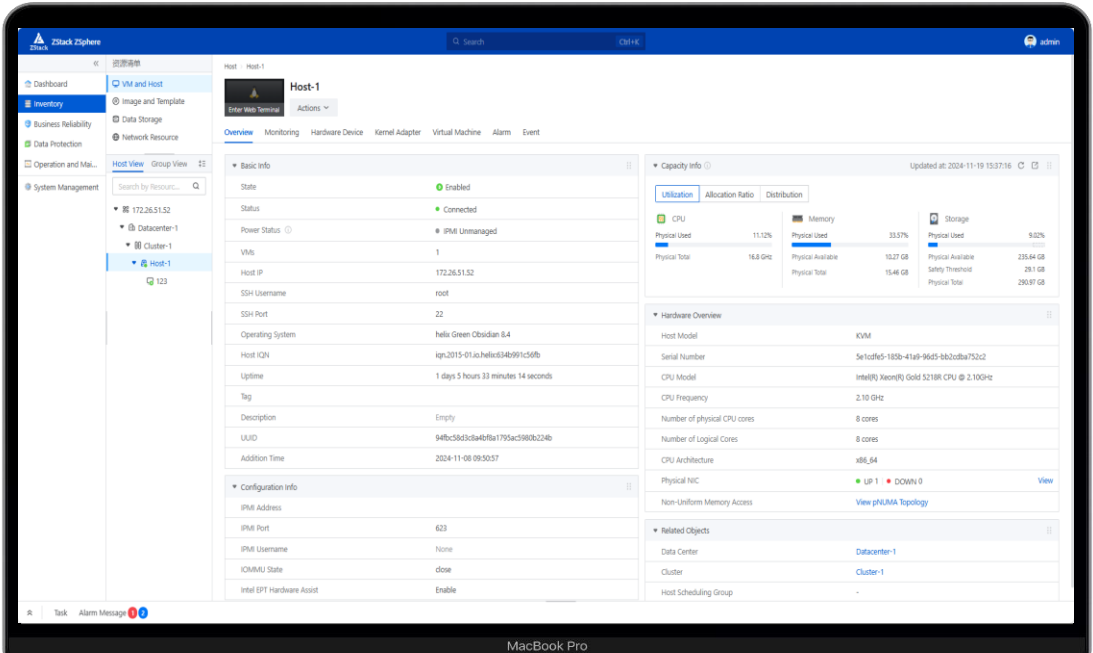 ZStack ZStack ZSphere
Search Ctrl+K
admin
资源清单
Dashboard
Inventory
Business Reliability
Data Protection
Operation and Mai...
System Management
VM and Host
Image and Template
Data Storage
Network Resource
Host View Group View
Search by Resourc...
172.26.51.52
Datacenter-1
Cluster-1
Host-1
123
Host Host-1
Enter Web Terminal
Host-1
Actions
Overview Monitoring Hardware Device Kernel Adapter Virtual Machine Alarm Event
Basic Info
State Enabled
Status Connected
Power Status IPMI Unmanaged
VMs 1
Host IP 172.26.51.52
SSH Username root
SSH Port 22
Operating System helix Green Obsidian 8.4
Host IQN iqn.2015-01.io.helix:634b991c56fb
Uptime 1 days 5 hours 33 minutes 14 seconds
Tag
Description Empty
UUID 94fbc58d3c8a4bf8a1795ac5980b224b
Addition Time 2024-11-08 09:50:57
Configuration Info
IPMI Address
IPMI Port 623
IPMI Username None
IOMMU State close
Intel EPT Hardware Assist Enable
Capacity Info Updated at: 2024-11-19 15:37:16
Utilization Allocation Ratio Distribution
CPU
Physical Used 11.12%
Physical Total 16.8 GHz
Memory
Physical Used 33.57%
Physical Available 10.27 GB
Physical Total 15.46 GB
Storage
Physical Used 9.02%
Physical Available 235.64 GB
Safety Threshold 29.1 GB
Physical Total 290.97 GB
Hardware Overview
Host Model KVM
Serial Number 5e1cdfe5-185b-41a9-96d5-bb2cdba752c2
CPU Model Intel(R) Xeon(R) Gold 5218R CPU @ 2.10GHz
CPU Frequency 2.10 GHz
Number of physical CPU cores 8 cores
Number of Logical Cores 8 cores
CPU Architecture x86_64
Physical NIC UP 1 DOWN 0 View
Non-Uniform Memory Access View pNUMA Topology
Related Objects
Data Center Datacenter-1
Cluster Cluster-1
Host Scheduling Group -
Task Alarm Message 1 2
MacBook Pro